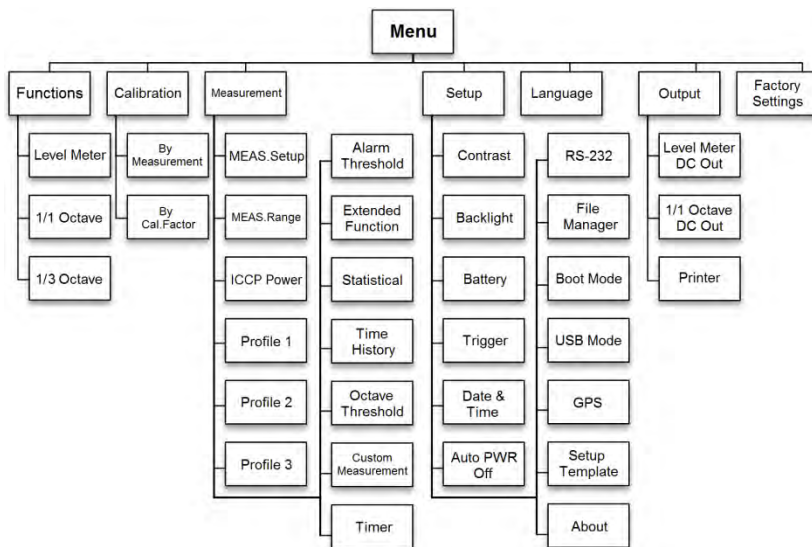 Menu
Functions
Calibration
Measurement
Setup
Language
Output
Factory
Settings
Level Meter
1/1 Octave
1/3 Octave
By
Measurement
By
Cal.Factor
MEAS.Setup
MEAS.Range
ICCP Power
Profile 1
Profile 2
Profile 3
Alarm
Threshold
Extended
Function
Statistical
Time
History
Octave
Threshold
Custom
Measurement
Timer
Contrast
Backlight
Battery
Trigger
Date &
Time
Auto PWR
Off
RS-232
File
Manager
Boot Mode
USB Mode
GPS
Setup
Template
About
Level Meter
DC Out
1/1 Octave
DC Out
Printer